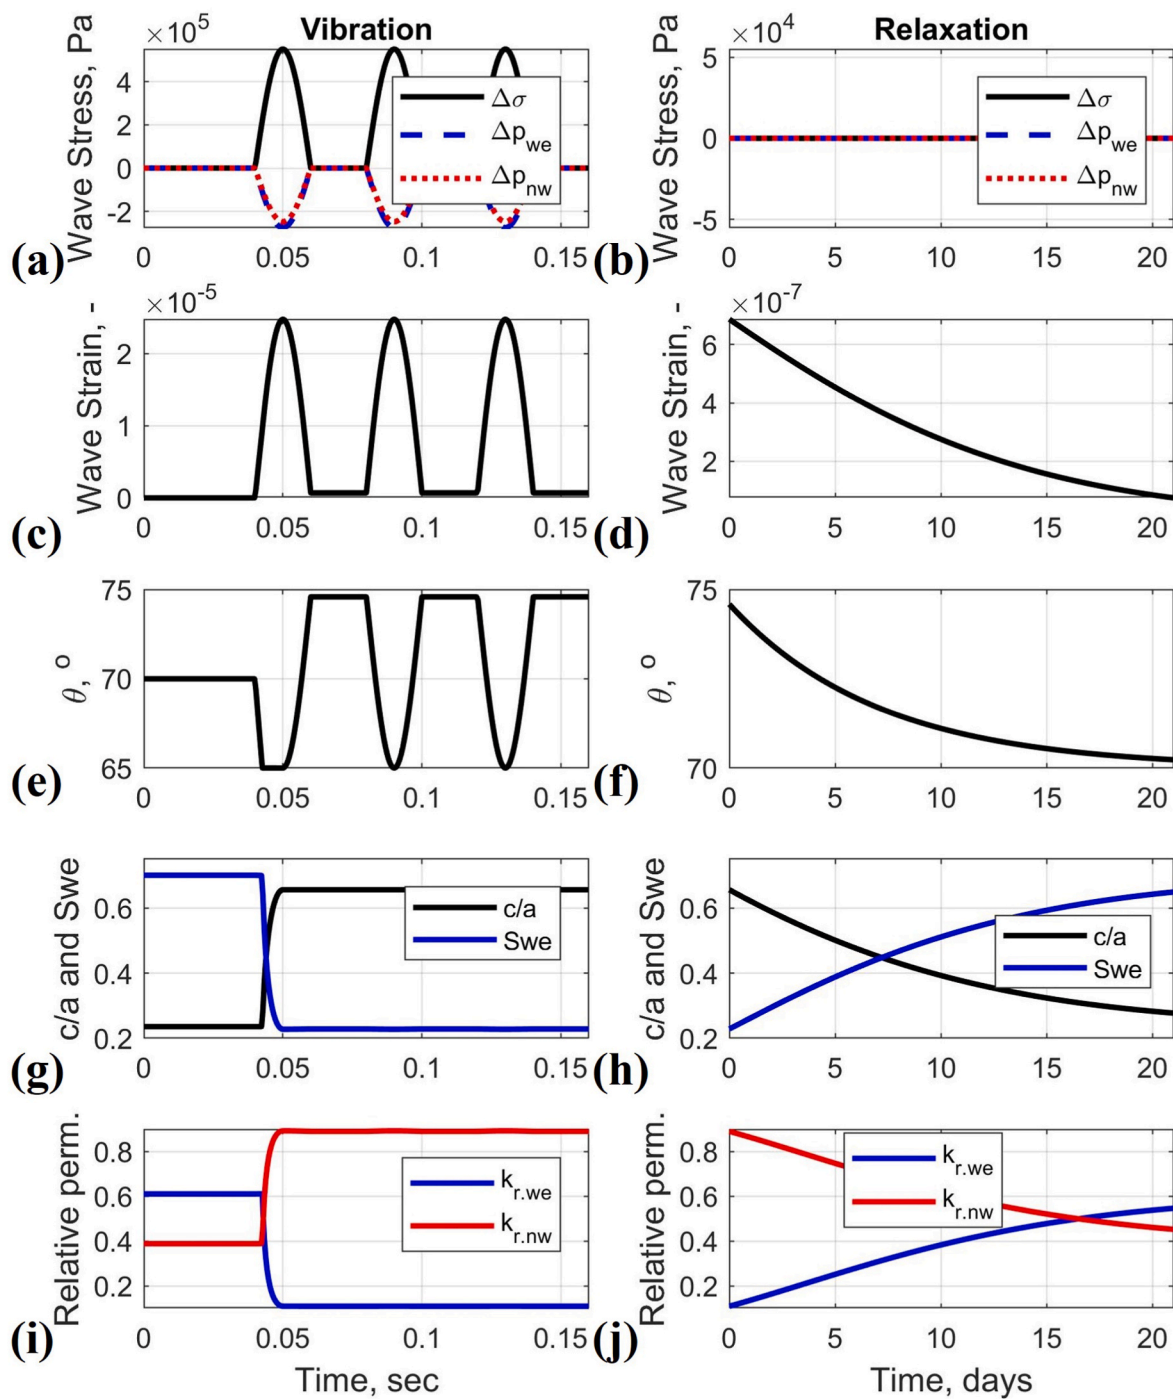 Vibration
×10^5
Wave Stress, Pa
4
2
0
-2
Δσ
Δp_we
Δp_nw
0
0.05
0.1
0.15
(a)
Relaxation
×10^4
Wave Stress, Pa
5
0
-5
Δσ
Δp_we
Δp_nw
0
5
10
15
20
(b)
×10^-5
Wave Strain, -
2
1
0
0
0.05
0.1
0.15
(c)
×10^-7
Wave Strain, -
6
4
2
0
5
10
15
20
(d)
θ, °
75
70
65
0
0.05
0.1
0.15
(e)
θ, °
75
70
0
5
10
15
20
(f)
c/a and Swe
0.6
0.4
0.2
c/a
Swe
0
0.05
0.1
0.15
(g)
c/a and Swe
0.6
0.4
0.2
c/a
Swe
0
5
10
15
20
(h)
Relative perm.
0.8
0.6
0.4
0.2
k_r.we
k_r.nw
0
0.05
0.1
0.15
(i)
Time, sec
Relative perm.
0.8
0.6
0.4
0.2
k_r.we
k_r.nw
0
5
10
15
20
(j)
Time, days